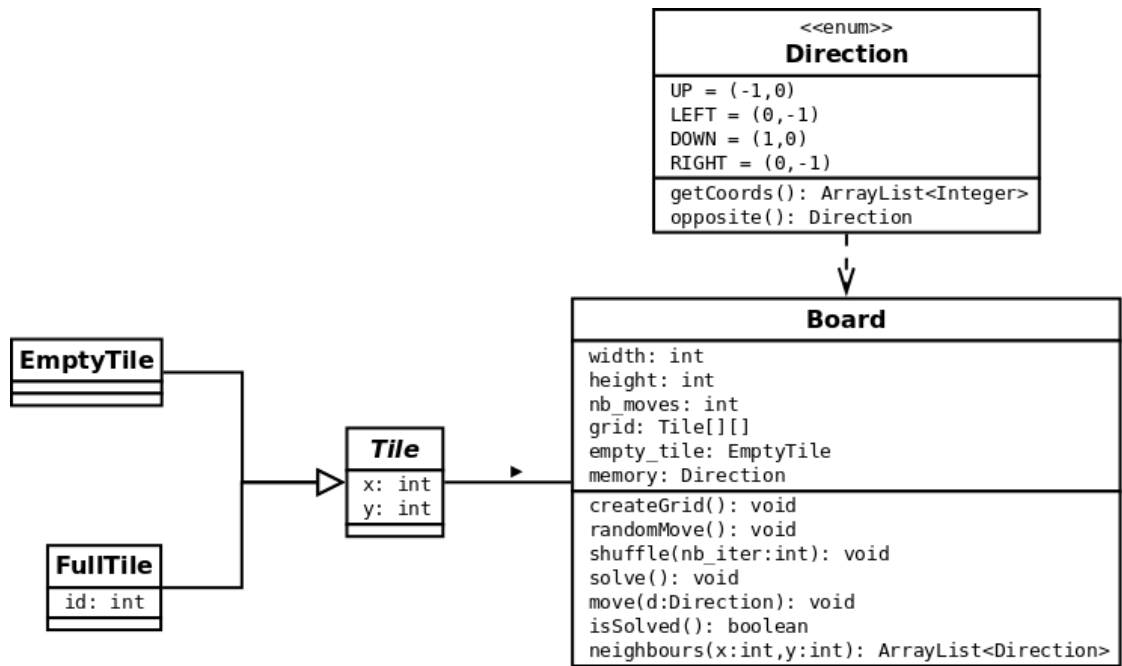 <<enum>>
Direction
UP = (-1,0)
LEFT = (0,-1)
DOWN = (1,0)
RIGHT = (0,-1)
getCoords(): ArrayList<Integer>
opposite(): Direction
EmptyTile
FullTile
id: int
Tile
x: int
y: int
Board
width: int
height: int
nb_moves: int
grid: Tile[][]
empty_tile: EmptyTile
memory: Direction
createGrid(): void
randomMove(): void
shuffle(nb_iter:int): void
solve(): void
move(d:Direction): void
isSolved(): boolean
neighbours(x:int,y:int): ArrayList<Direction>